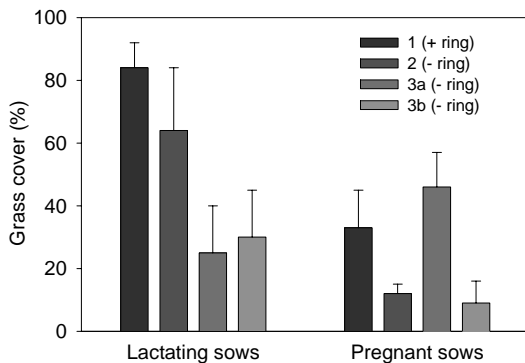 100
80
60
40
20
0
Grass cover (%)
1 (+ ring)
2 (- ring)
3a (- ring)
3b (- ring)
Lactating sows
Pregnant sows